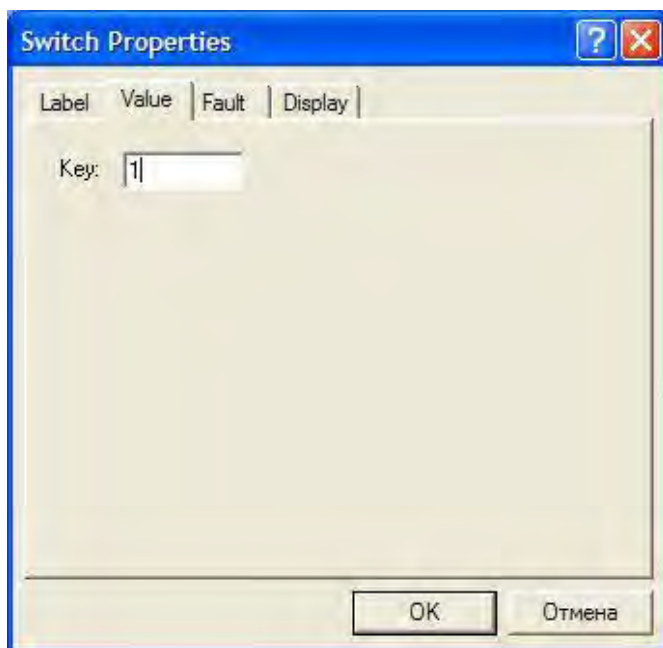 Switch Properties
?
Label Value Fault Display
Key: 1
OK Отмена